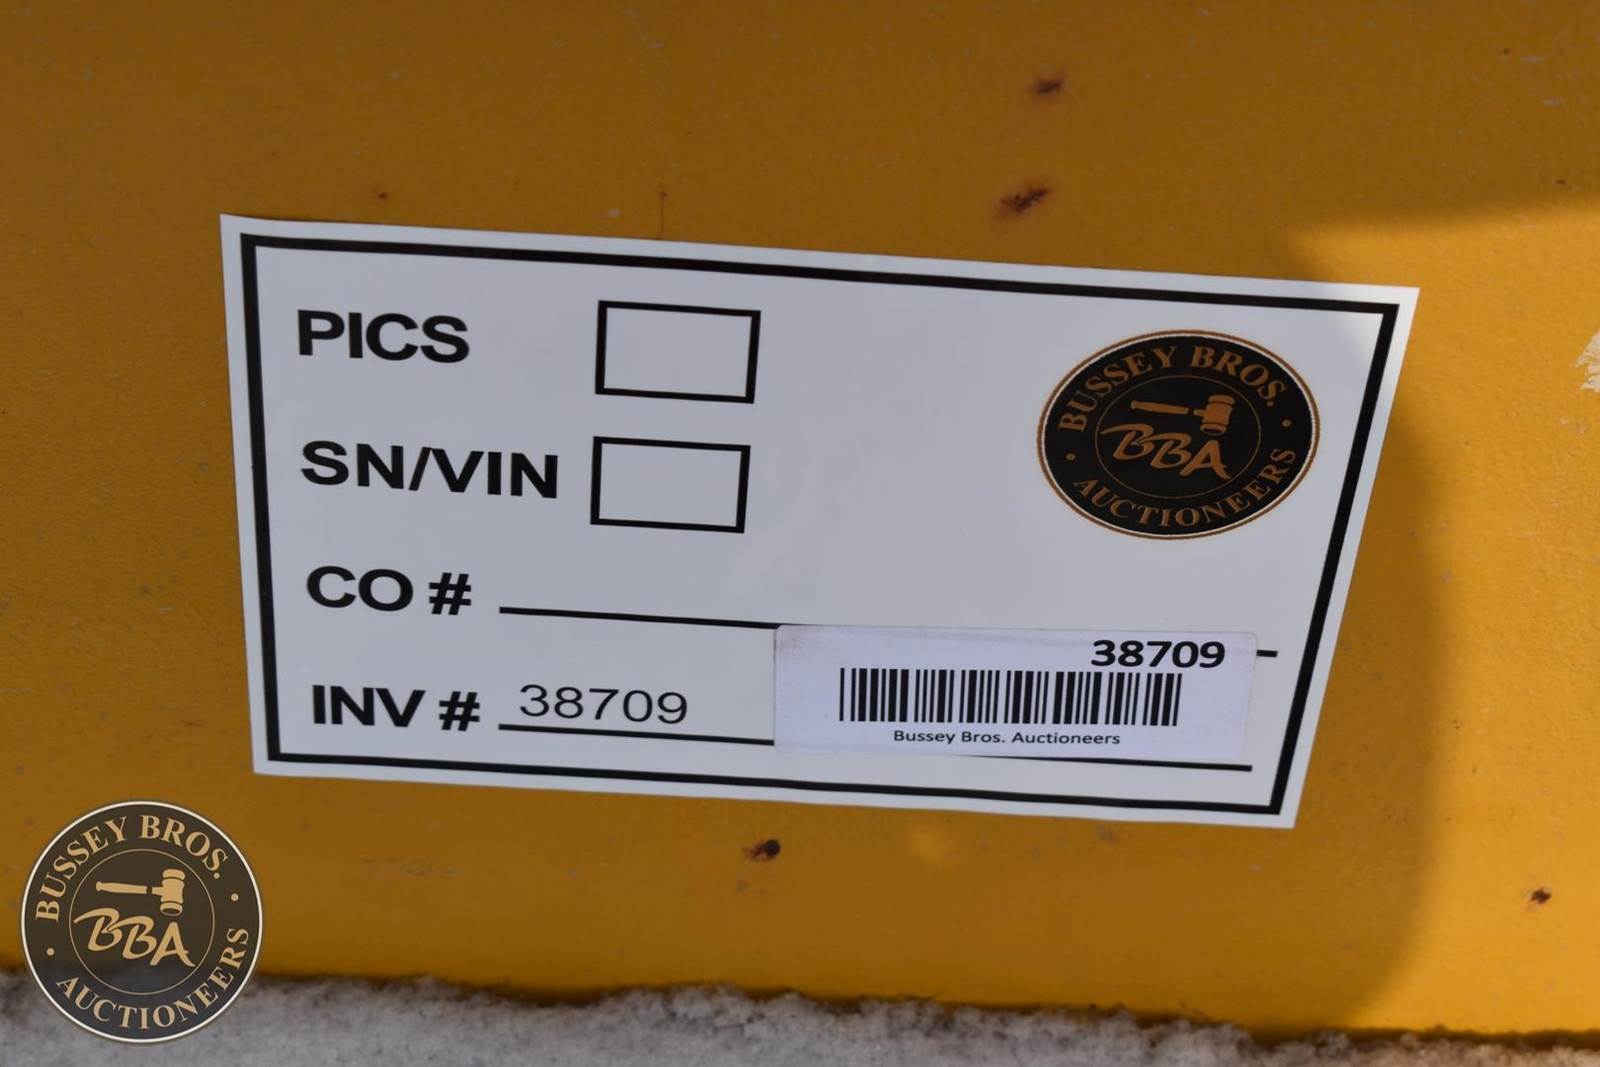 PICS
SN/VIN
CO #
INV # 38709
BUSSEY BROS.
BBA
AUCTIONEERS
38709
Bussey Bros. Auctioneers
BUSSEY BROS.
BBA
AUCTIONEERS